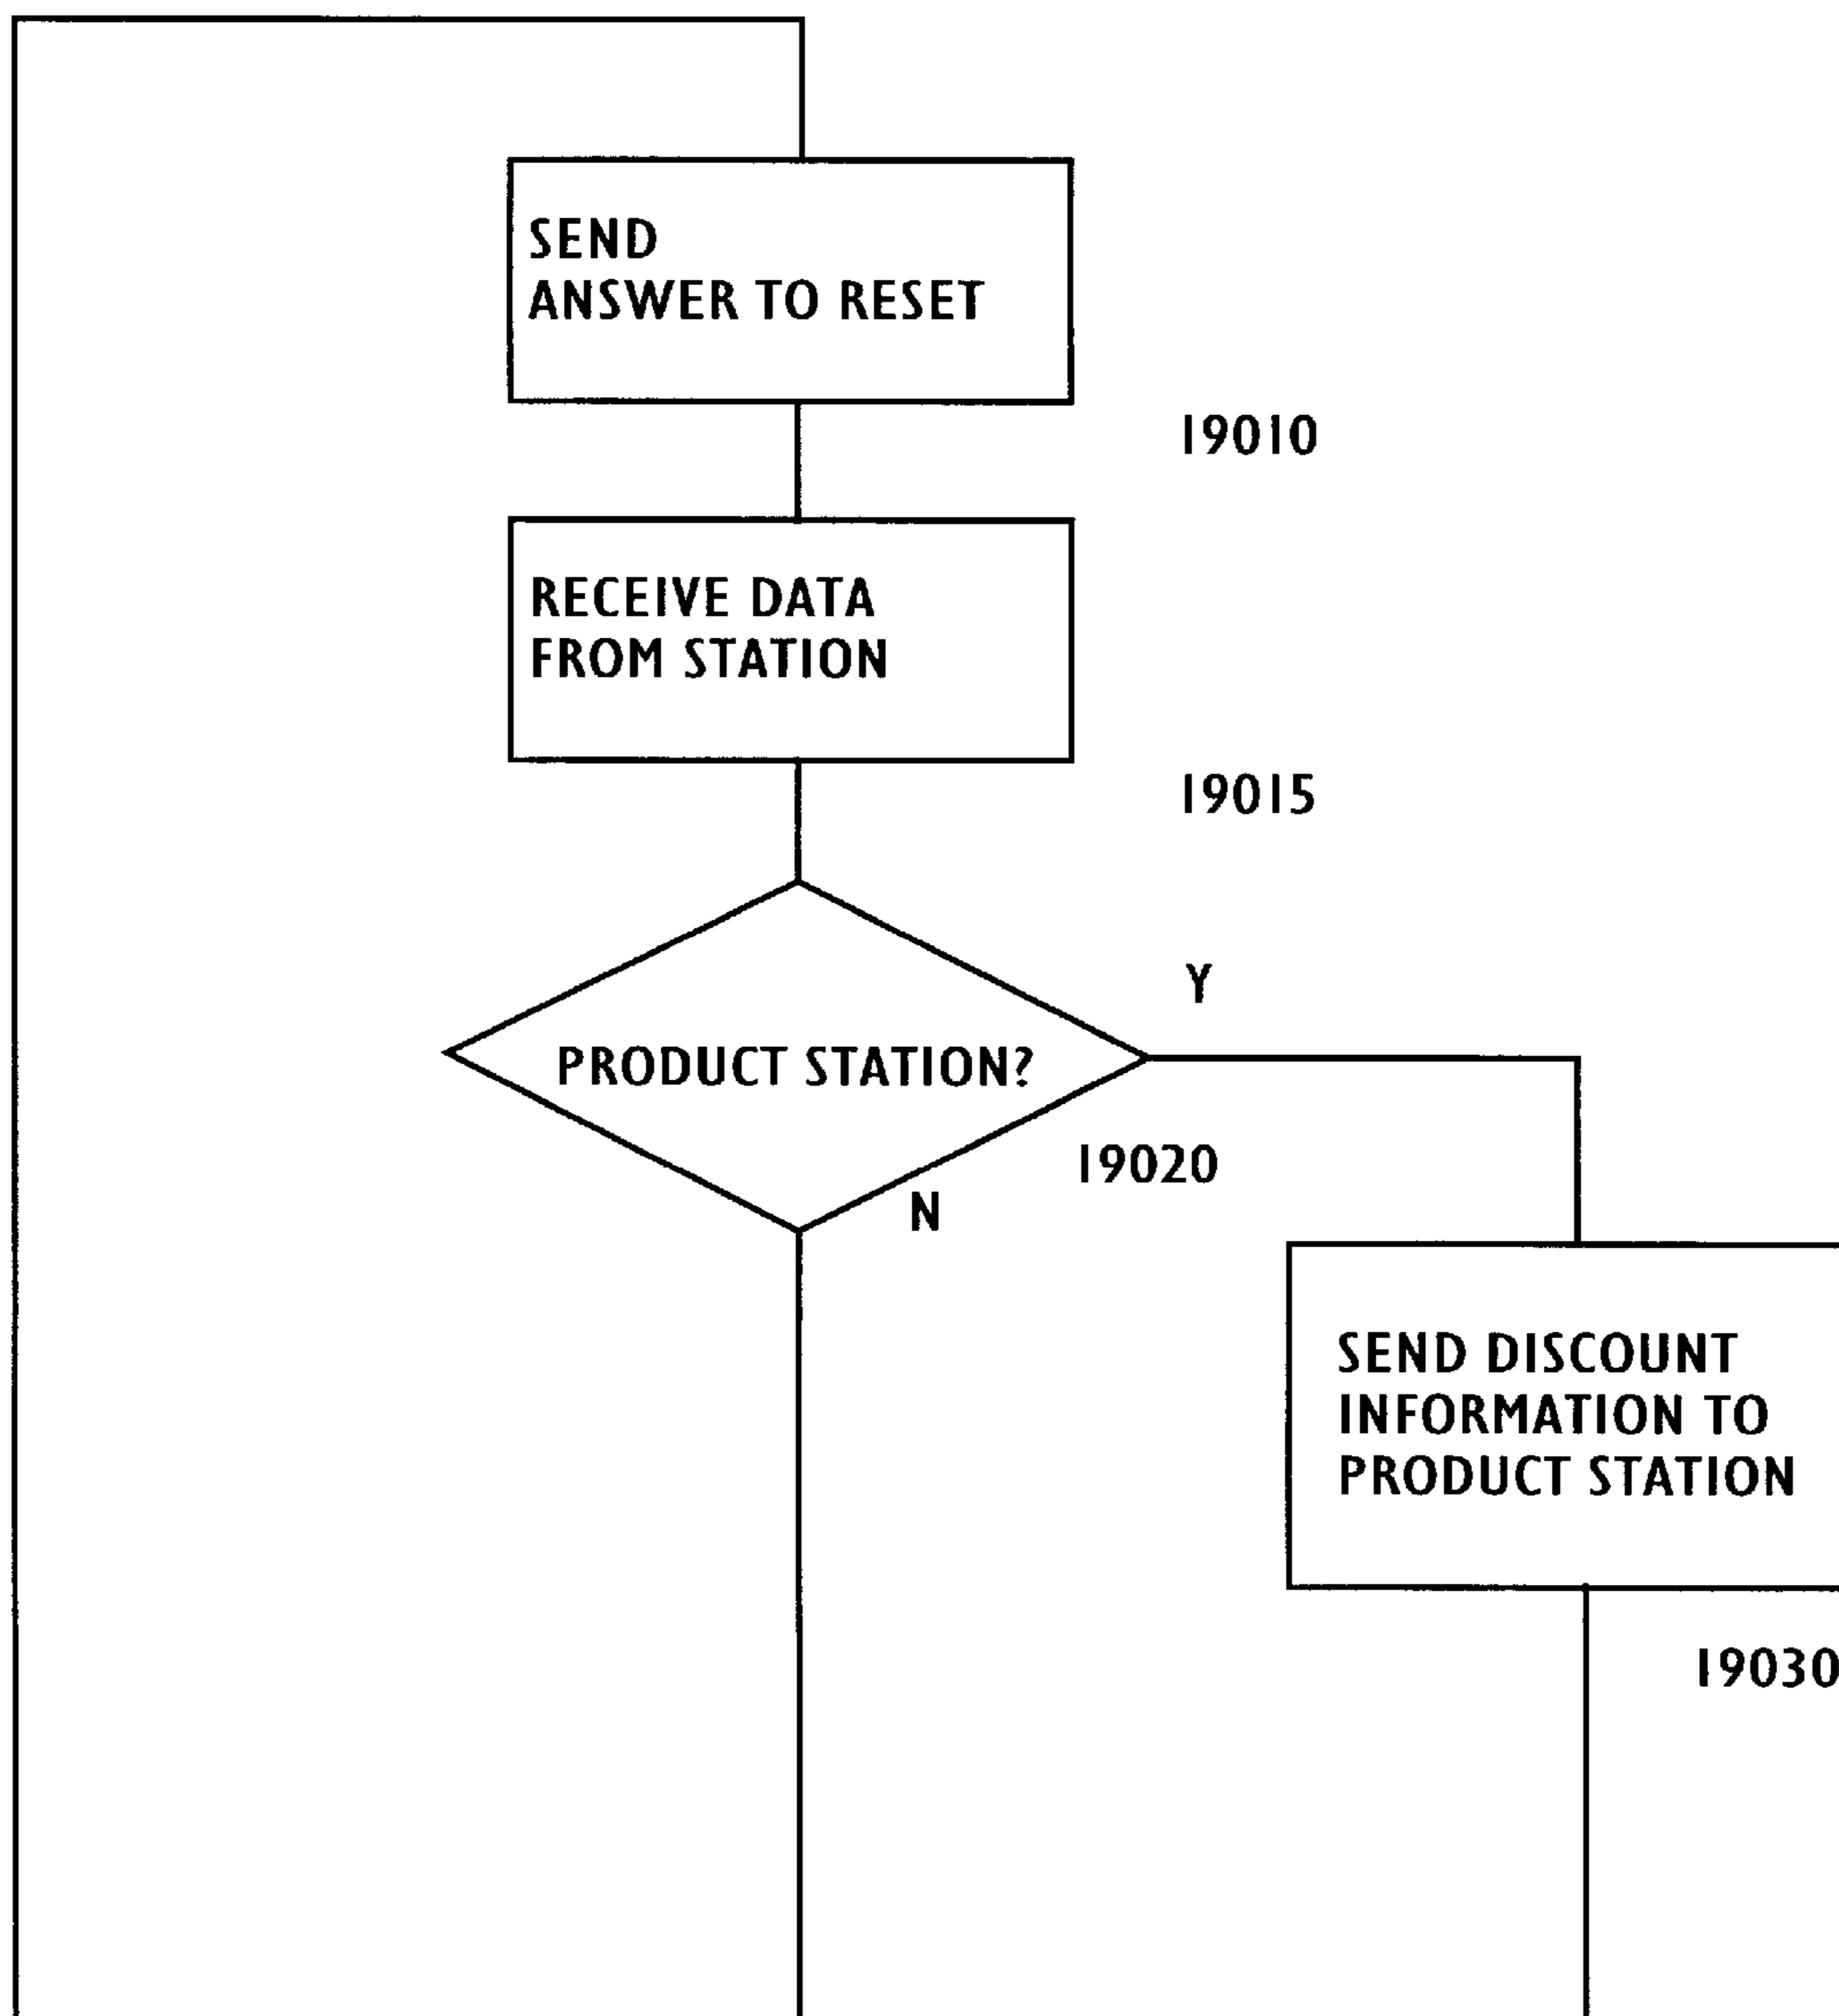 SEND
ANSWER TO RESET
19010
RECEIVE DATA
FROM STATION
19015
Y
PRODUCT STATION?
19020
N
SEND DISCOUNT
INFORMATION TO
PRODUCT STATION
19030